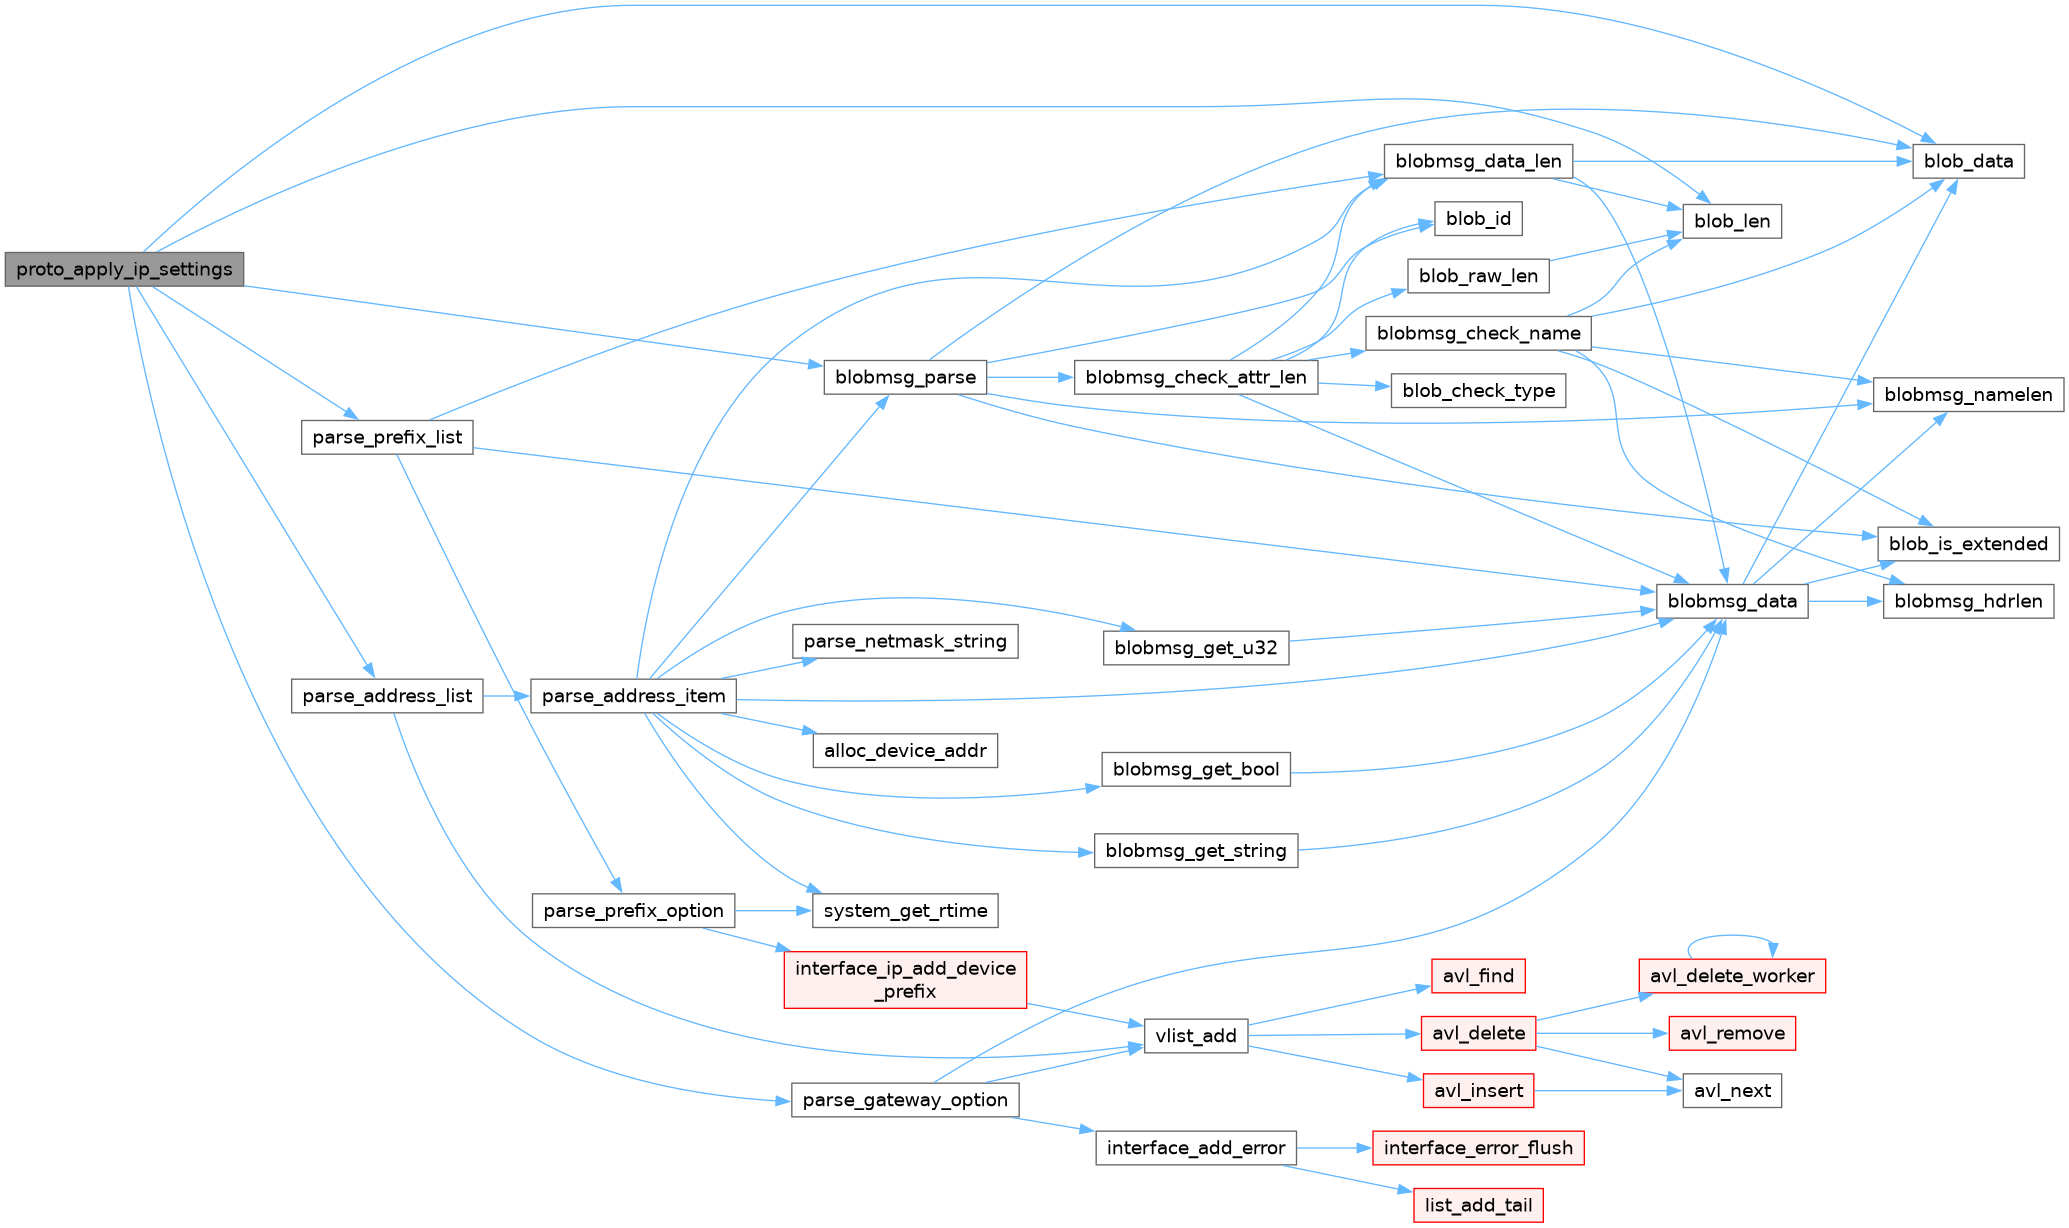 proto_apply_ip_settings
parse_prefix_list
parse_address_list
parse_address_item
parse_prefix_option
blobmsg_parse
parse_netmask_string
alloc_device_addr
system_get_rtime
interface_ip_add_device
_prefix
parse_gateway_option
blobmsg_check_attr_len
blobmsg_get_u32
blobmsg_get_bool
blobmsg_get_string
vlist_add
interface_add_error
blobmsg_data_len
blob_id
blob_raw_len
blobmsg_check_name
blob_check_type
avl_find
avl_delete
avl_insert
interface_error_flush
list_add_tail
blob_len
blobmsg_data
avl_delete_worker
avl_remove
avl_next
blob_data
blobmsg_namelen
blob_is_extended
blobmsg_hdrlen